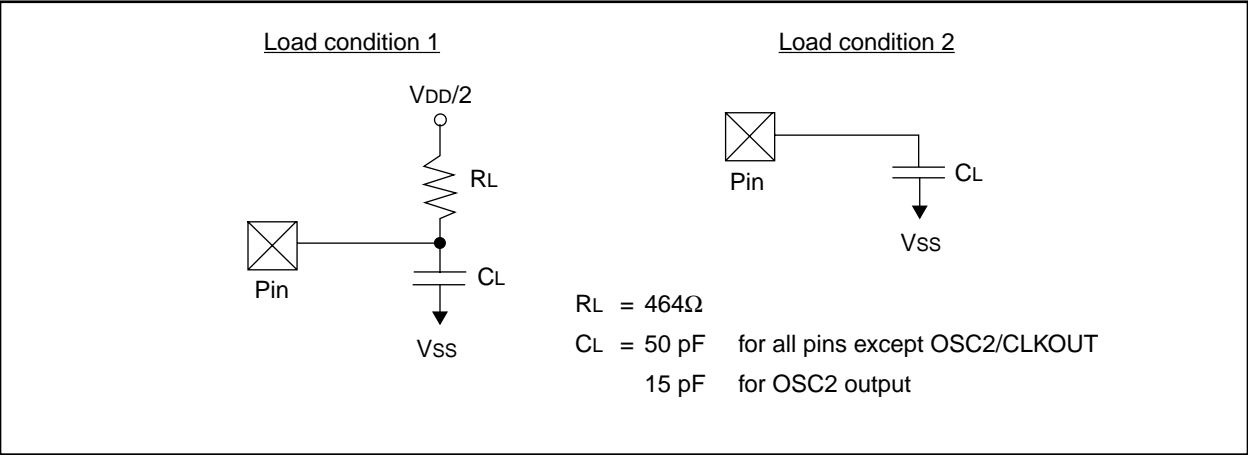 Load condition 1
VDD/2
RL
Pin
CL
VSS
Load condition 2
Pin
CL
VSS
RL = 464Ω
CL = 50 pF for all pins except OSC2/CLKOUT
15 pF for OSC2 output